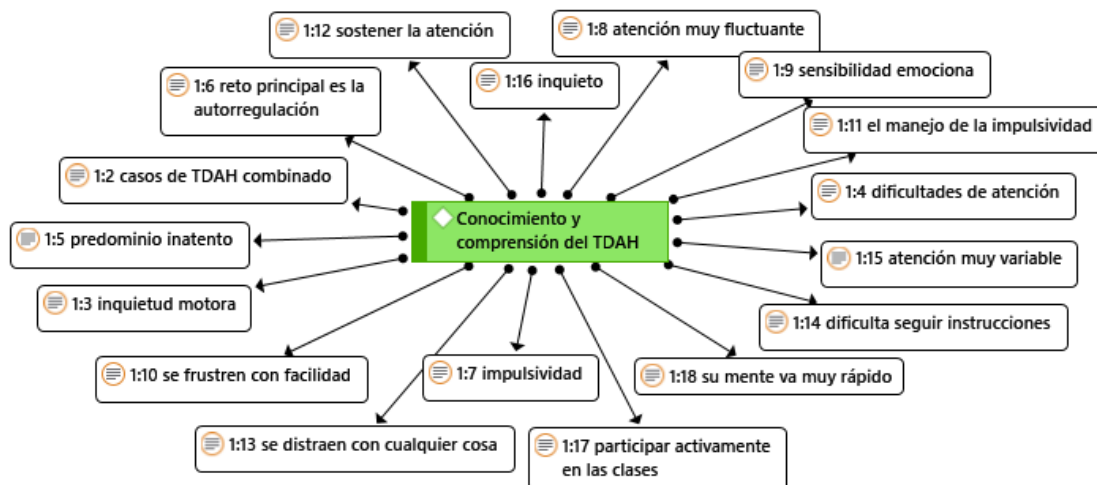 1:12 sostener la atención
1:8 atención muy fluctuante
1:16 inquieto
1:9 sensibilidad emociona
1:6 reto principal es la
autorregulación
1:11 el manejo de la impulsividad
1:2 casos de TDAH combinado
1:4 dificultades de atención
Conocimiento y
comprensión del TDAH
1:5 predominio inatento
1:15 atención muy variable
1:3 inquietud motora
1:14 dificulta seguir instrucciones
1:10 se frustren con facilidad
1:7 impulsividad
1:18 su mente va muy rápido
1:13 se distraen con cualquier cosa
1:17 participar activamente
en las clases